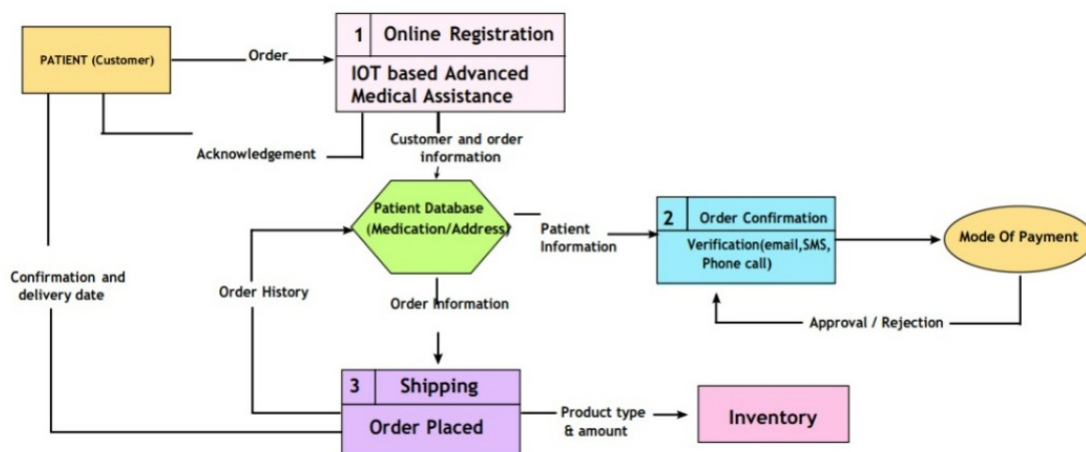 1 Online Registration
PATIENT (Customer)
Order
IOT based Advanced
Medical Assistance
Acknowledgement
Customer and order
information
Patient Database
(Medication/Address)
Patient
Information
2 Order Confirmation
Verification(email,SMS,
Phone call)
Mode Of Payment
Confirmation and
delivery date
Order History
Order Information
Approval / Rejection
3 Shipping
Order Placed
Product type
& amount
Inventory